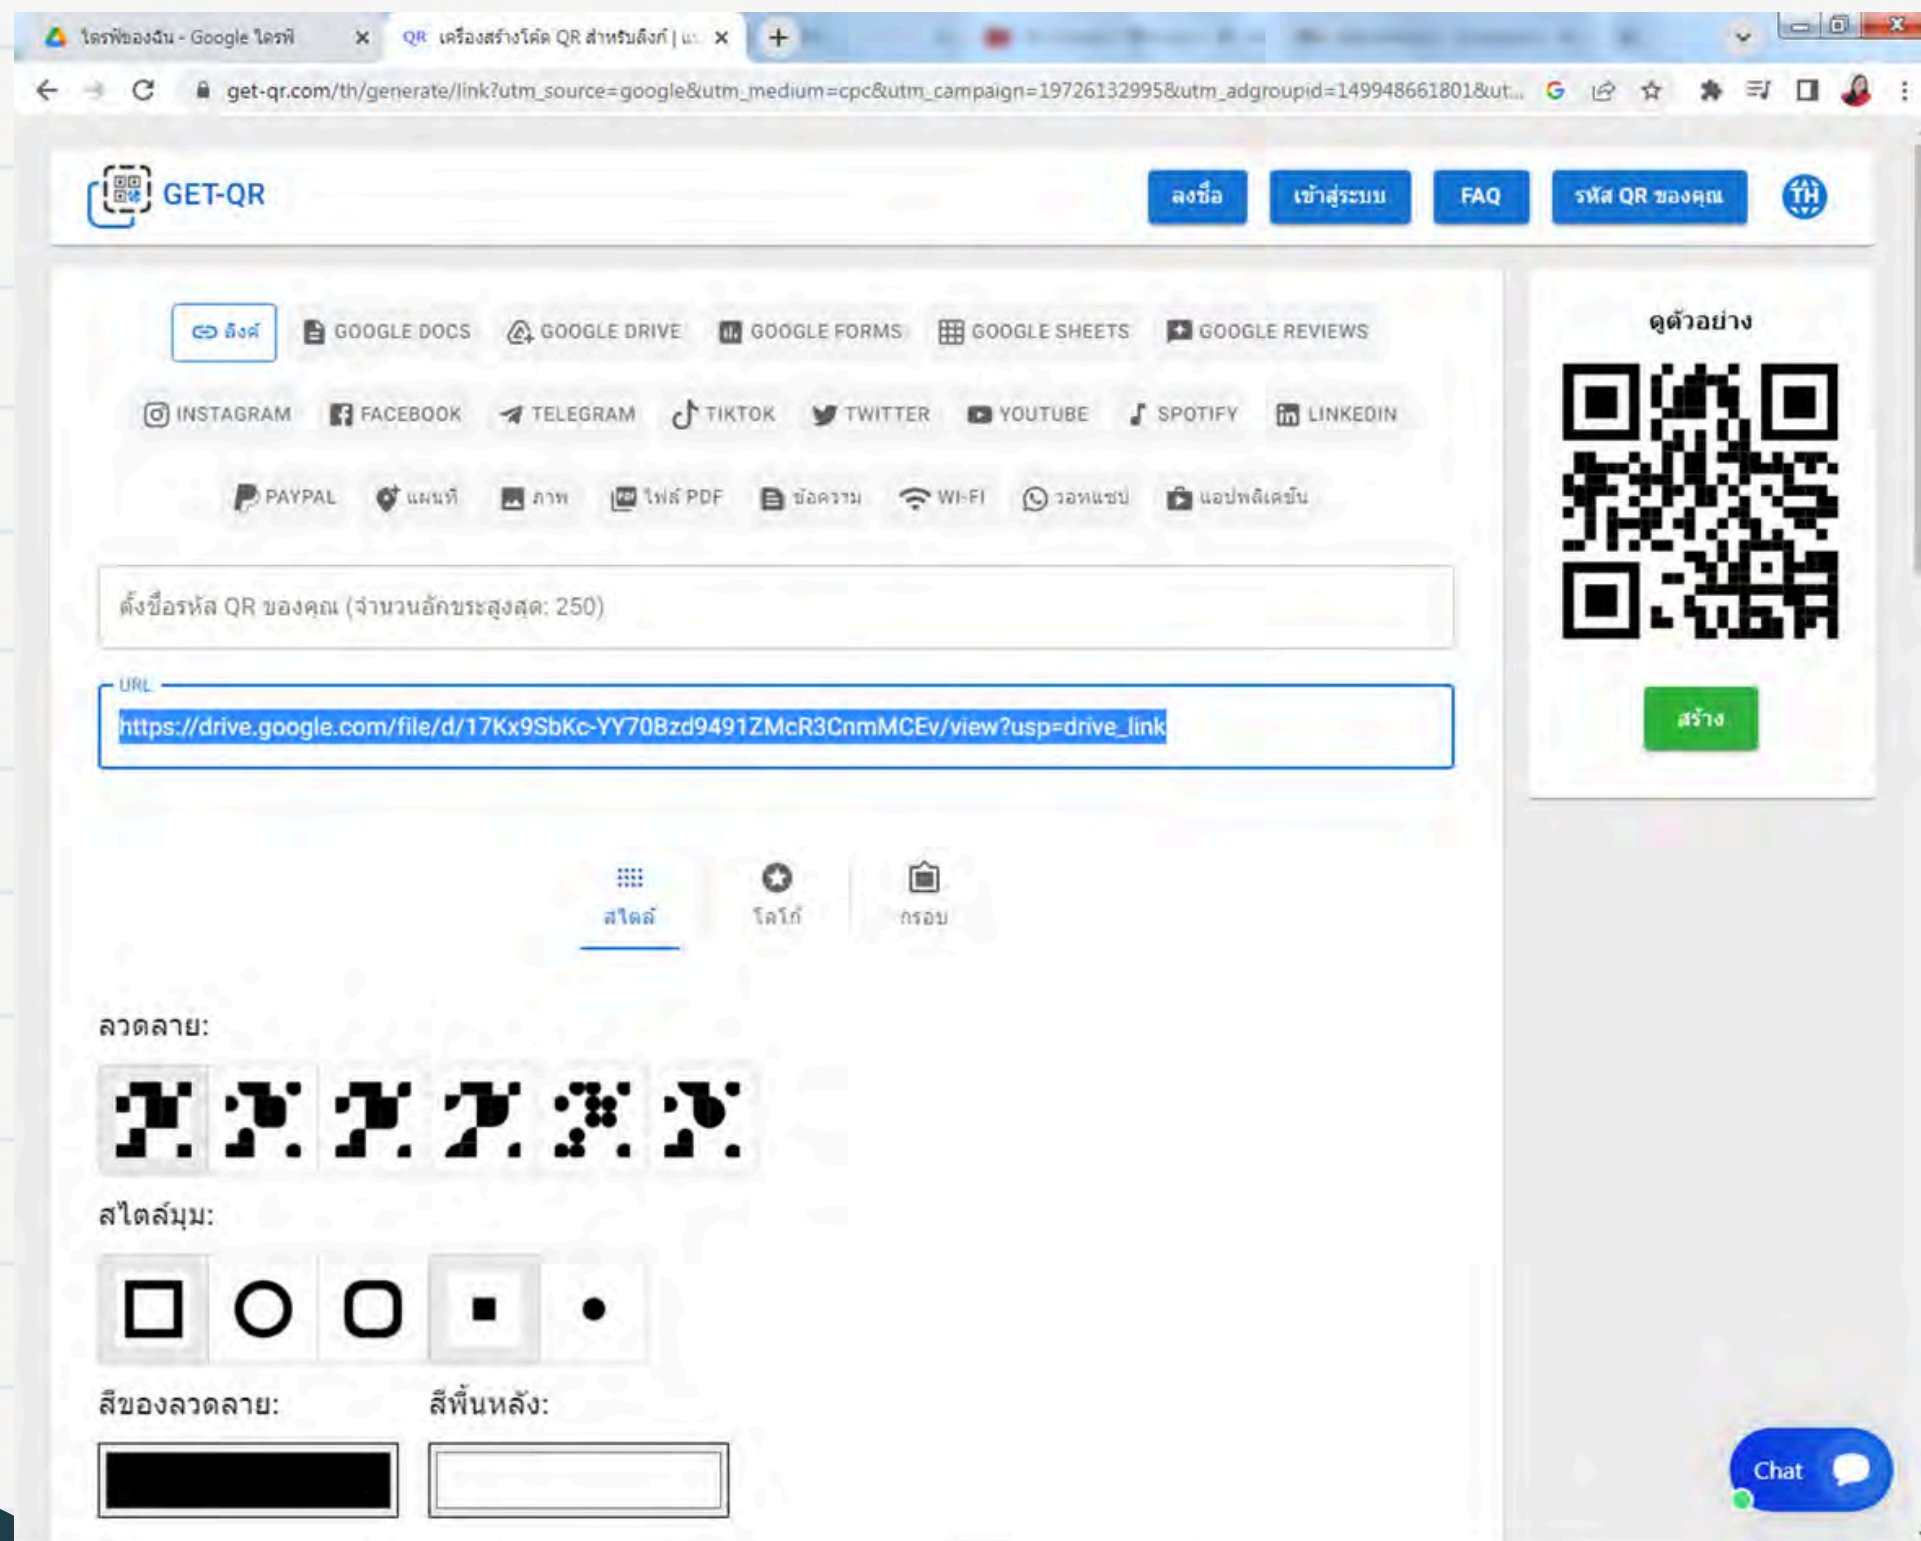 ไดรฟ์ของฉัน - Google ไดรฟ์
QR เครื่องสร้างโค้ด QR สำหรับลิงก์ | แบ
get-qr.com/th/generate/link?utm_source=google&utm_medium=cpc&utm_campaign=19726132995&utm_adgroupid=149948661801&ut...
GET-QR
ลงชื่อ เข้าสู่ระบบ FAQ รหัส QR ของคุณ TH
ลิงค์ GOOGLE DOCS GOOGLE DRIVE GOOGLE FORMS GOOGLE SHEETS GOOGLE REVIEWS
INSTAGRAM FACEBOOK TELEGRAM TIKTOK TWITTER YOUTUBE SPOTIFY LINKEDIN
PAYPAL แผนที่ ภาพ ไฟล์ PDF ข้อความ WI-FI วอทแซป แอปพลิเคชัน
ตั้งชื่อรหัส QR ของคุณ (จำนวนอักขระสูงสุด: 250)
URL
https://drive.google.com/file/d/17Kx9SbKc-YY70Bzd9491ZMcR3CnmMCEv/view?usp=drive_link
ดูตัวอย่าง
สร้าง
สไตล์ โลโก้ กรอบ
ลวดลาย:
สไตล์มุม:
สีของลวดลาย: สีพื้นหลัง:
Chat